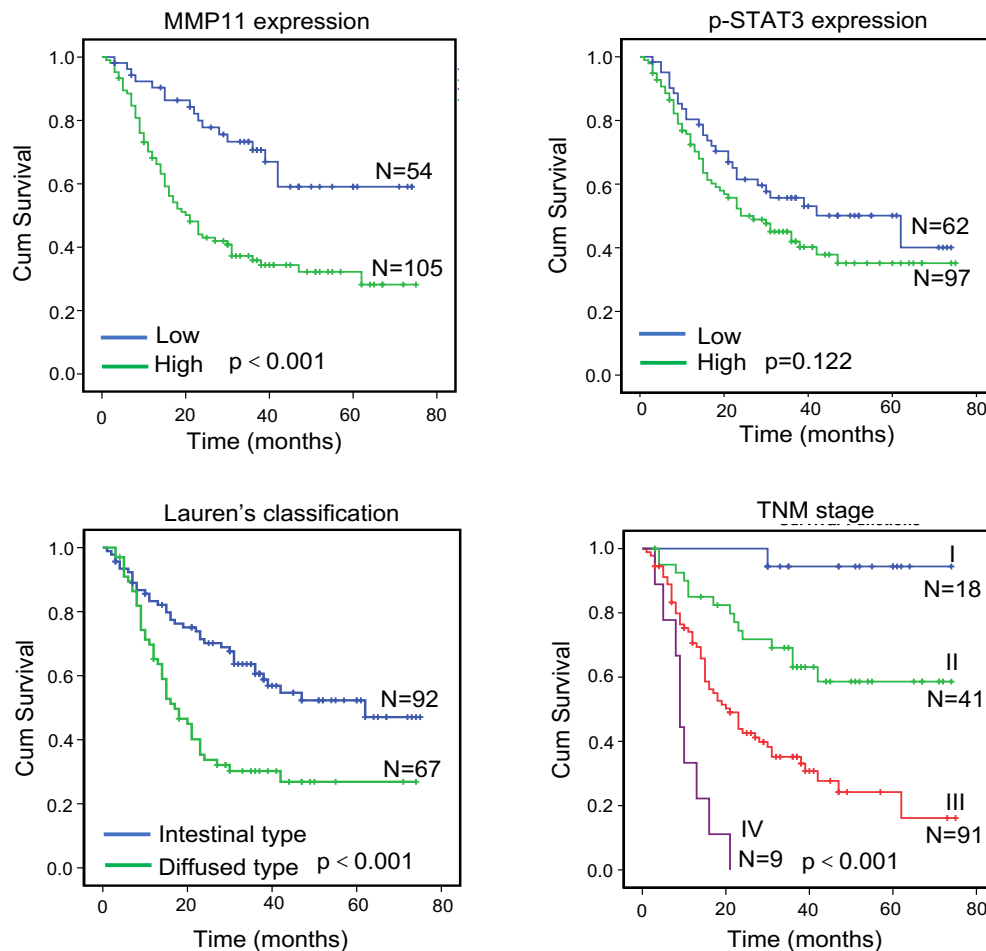 MMP11 expression
Cum Survival
1.0
0.8
0.6
0.4
0.2
0.0
N=54
N=105
Low
High p < 0.001
0 20 40 60 80
Time (months)
p-STAT3 expression
Cum Survival
1.0
0.8
0.6
0.4
0.2
0.0
N=62
N=97
Low
High p=0.122
0 20 40 60 80
Time (months)
Lauren's classification
Cum Survival
1.0
0.8
0.6
0.4
0.2
0.0
N=92
N=67
Intestinal type
Diffused type p < 0.001
0 20 40 60 80
Time (months)
TNM stage
Cum Survival
1.0
0.8
0.6
0.4
0.2
0.0
I
N=18
II
N=41
III
N=91
IV
N=9 p < 0.001
0 20 40 60 80
Time (months)